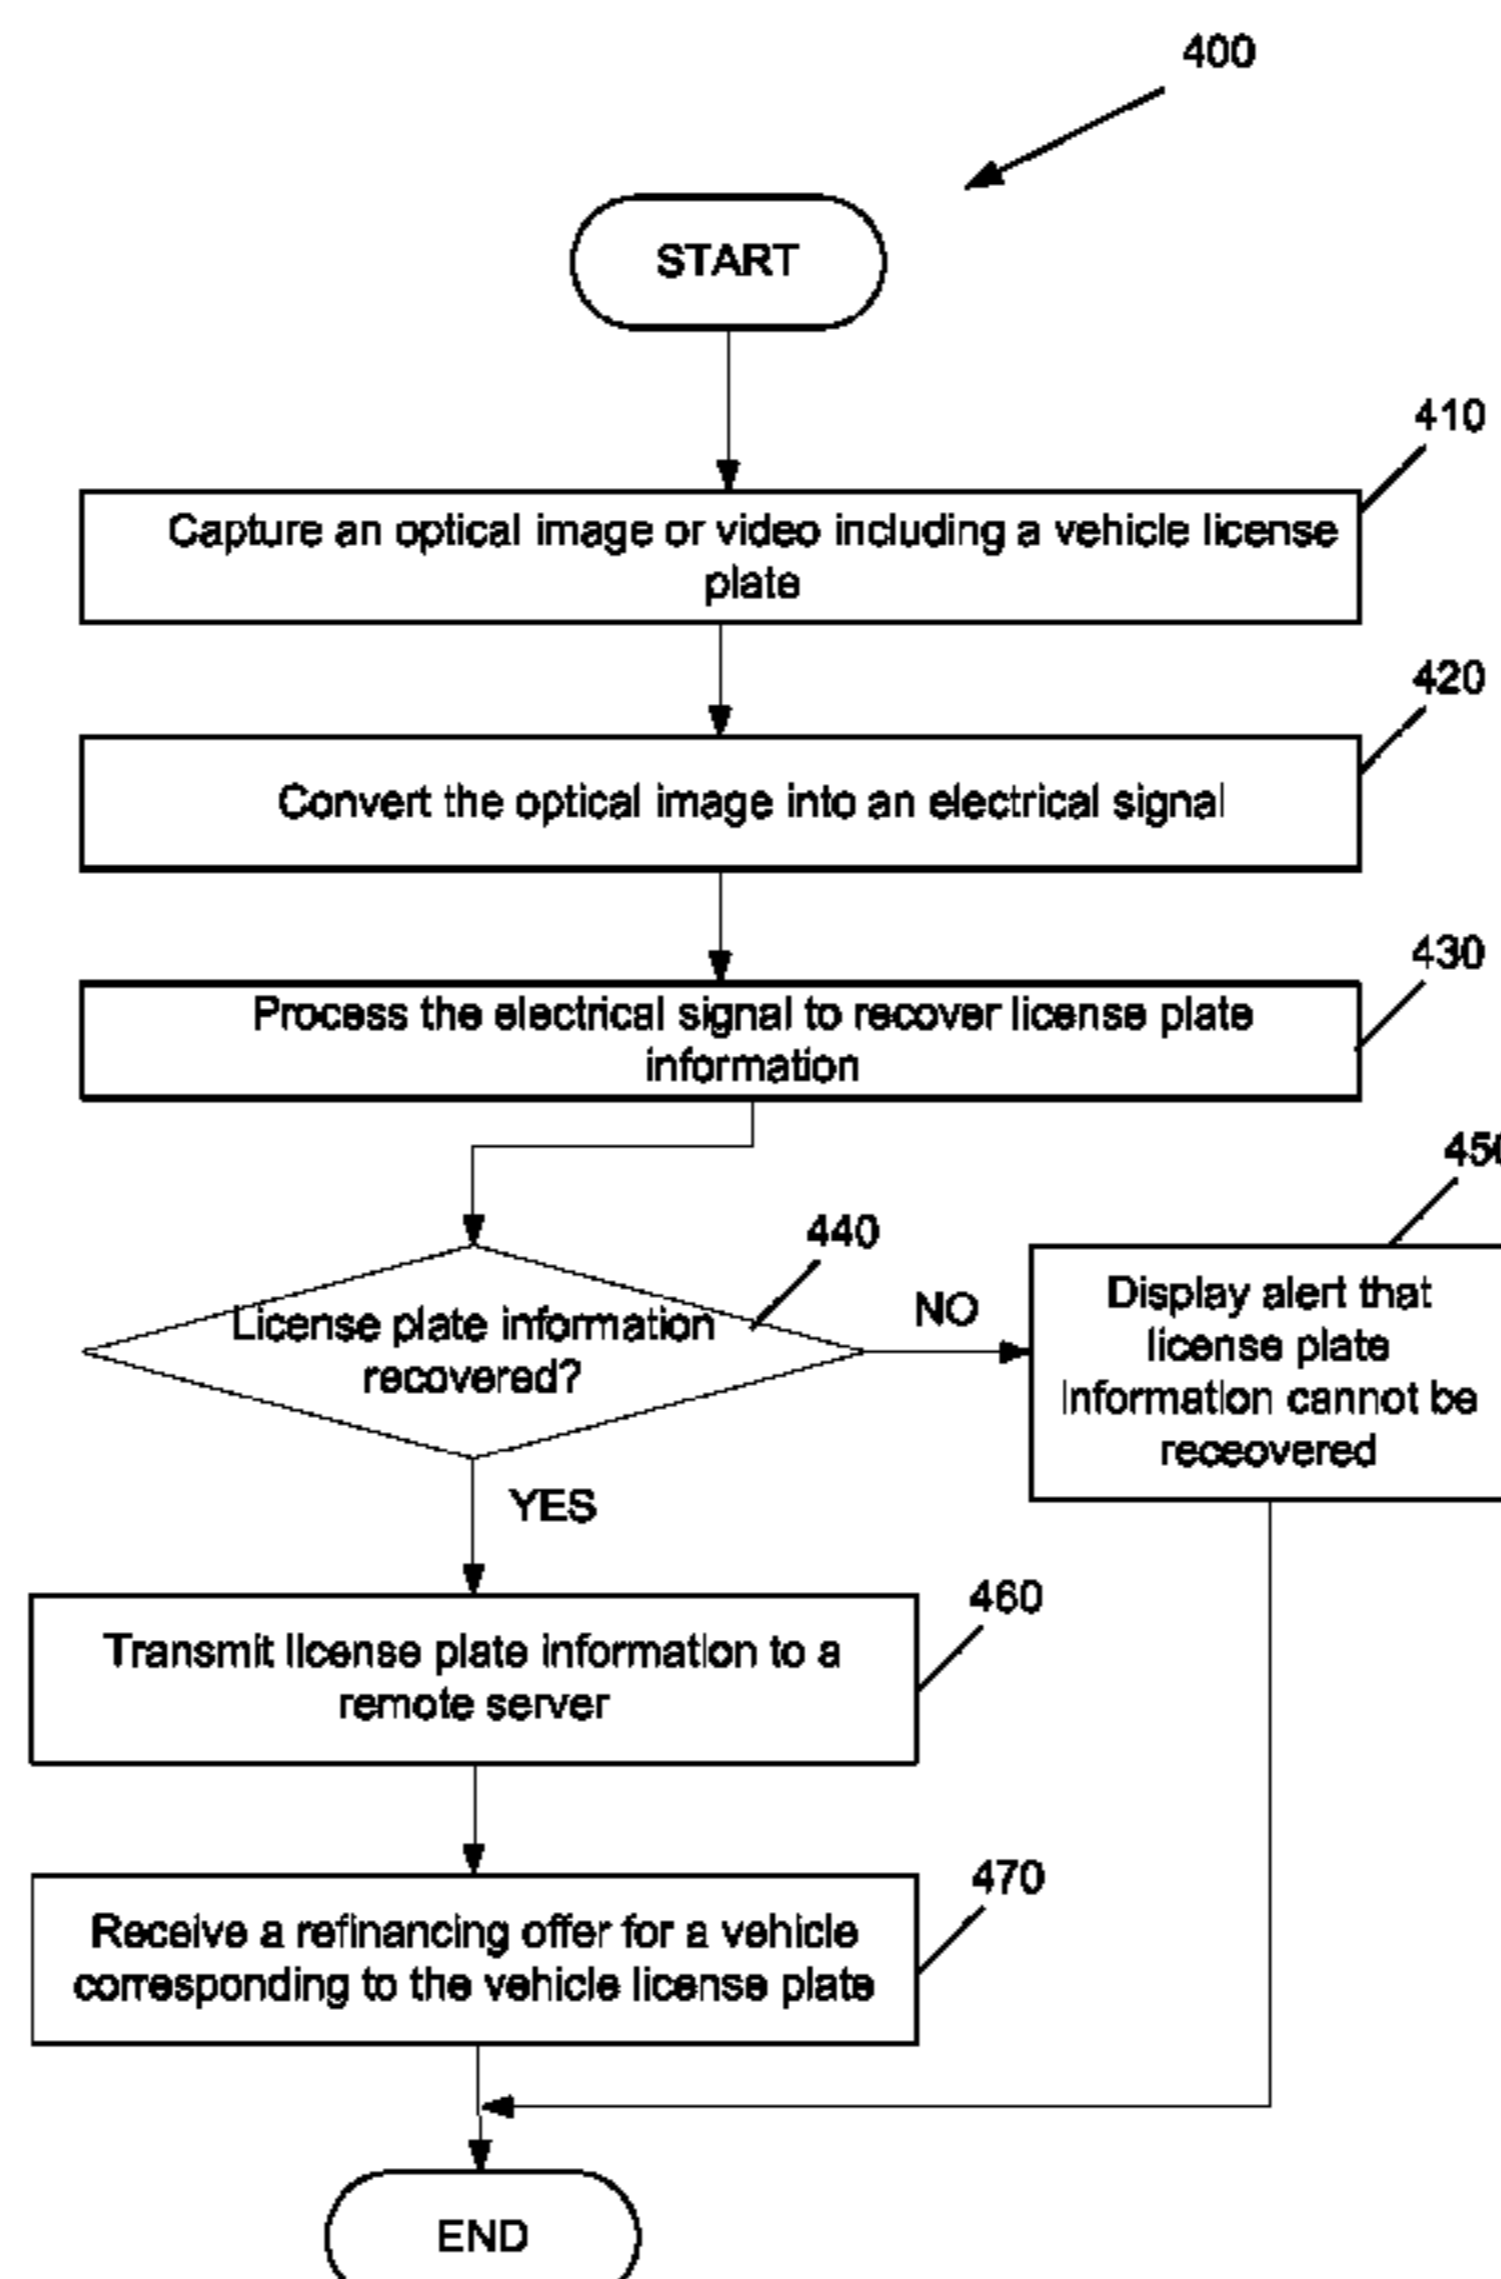 400
START
410
Capture an optical image or video including a vehicle license
plate
420
Convert the optical image into an electrical signal
430
Process the electrical signal to recover license plate
information
440
License plate information
recovered?
NO
450
Display alert that
license plate
information cannot be
receovered
YES
460
Transmit license plate information to a
remote server
470
Receive a refinancing offer for a vehicle
corresponding to the vehicle license plate
END